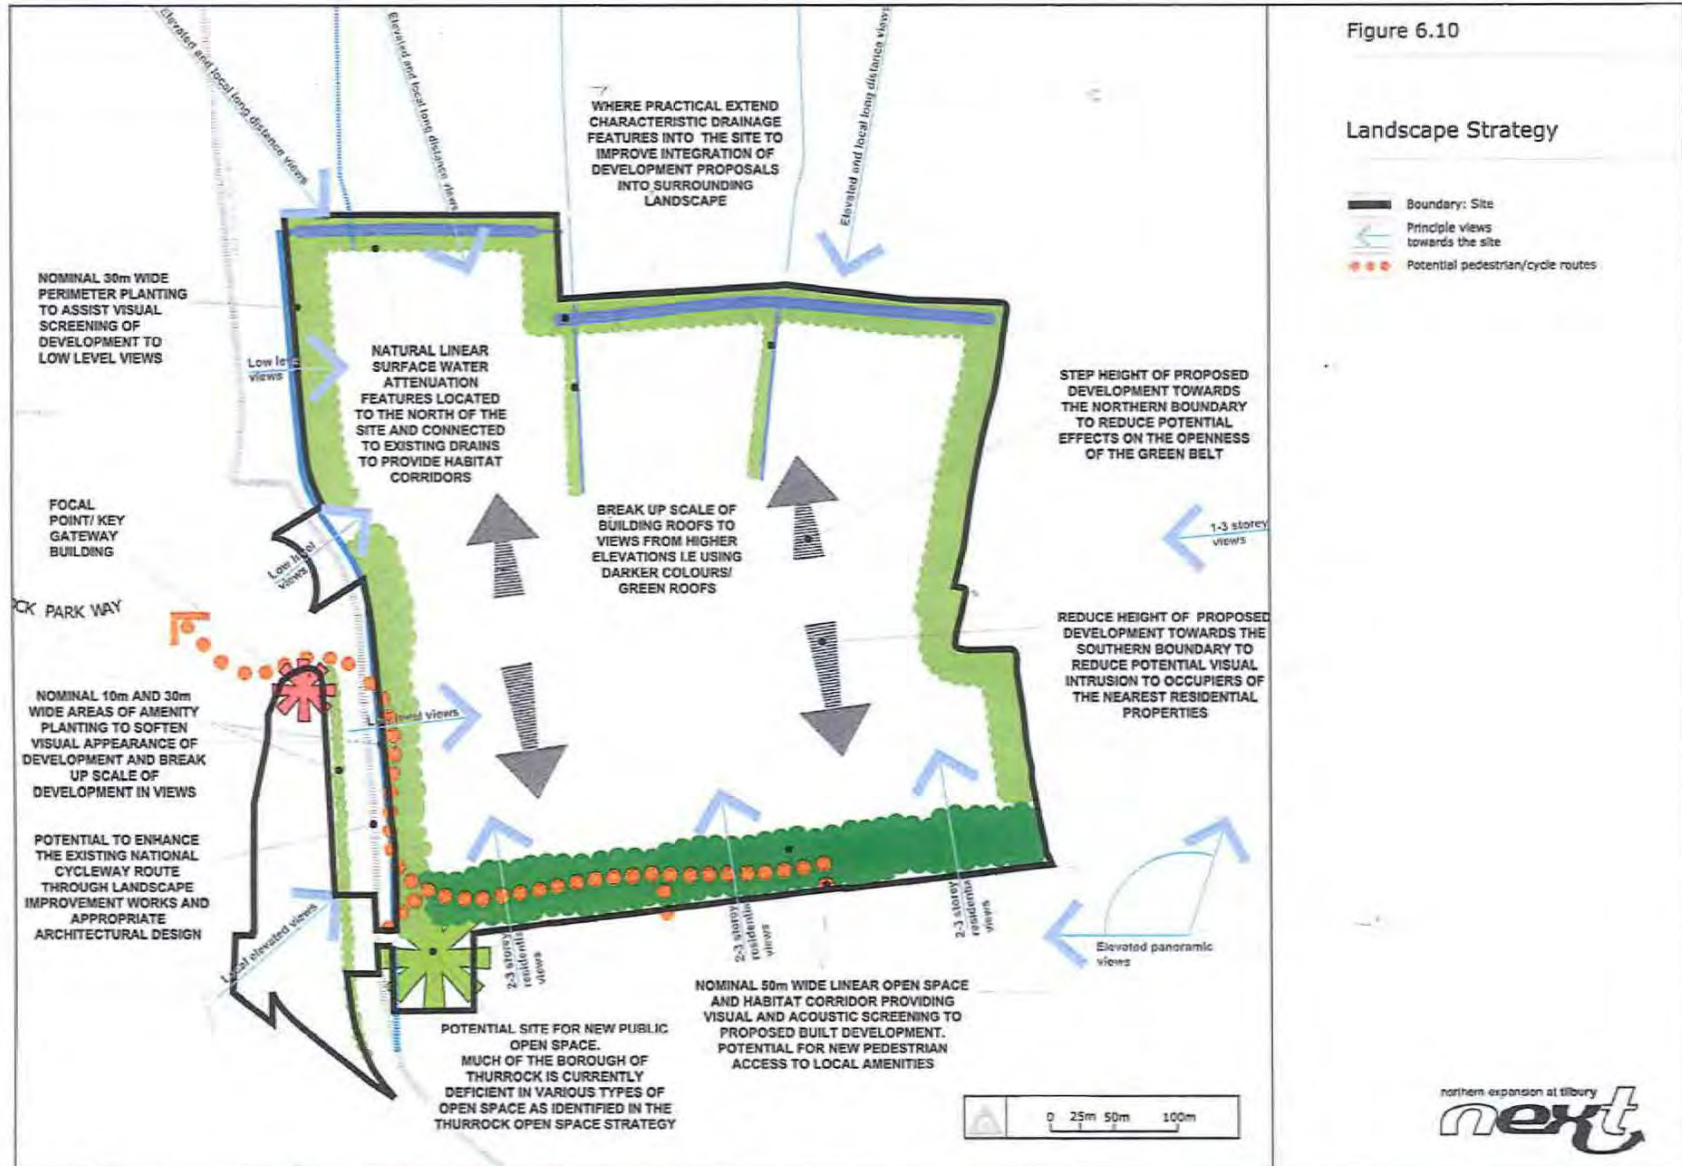 Figure 6.10
Landscape Strategy
Boundary: Site
Principle views
towards the site
Potential pedestrian/cycle routes
Elevated and local long distence views
Elevated and local long distance views
Elevated and local long distance views
WHERE PRACTICAL EXTEND
CHARACTERISTIC DRAINAGE
FEATURES INTO THE SITE TO
IMPROVE INTEGRATION OF
DEVELOPMENT PROPOSALS
INTO SURROUNDING
LANDSCAPE
NOMINAL 30m WIDE
PERIMETER PLANTING
TO ASSIST VISUAL
SCREENING OF
DEVELOPMENT TO
LOW LEVEL VIEWS
Low level
views
NATURAL LINEAR
SURFACE WATER
ATTENUATION
FEATURES LOCATED
TO THE NORTH OF THE
SITE AND CONNECTED
TO EXISTING DRAINS
TO PROVIDE HABITAT
CORRIDORS
STEP HEIGHT OF PROPOSED
DEVELOPMENT TOWARDS
THE NORTHERN BOUNDARY
TO REDUCE POTENTIAL
EFFECTS ON THE OPENNESS
OF THE GREEN BELT
FOCAL
POINT/ KEY
GATEWAY
BUILDING
Low level
views
BREAK UP SCALE OF
BUILDING ROOFS TO
VIEWS FROM HIGHER
ELEVATIONS I.E USING
DARKER COLOURS/
GREEN ROOFS
1-3 storey
views
CK PARK WAY
REDUCE HEIGHT OF PROPOSED
DEVELOPMENT TOWARDS THE
SOUTHERN BOUNDARY TO
REDUCE POTENTIAL VISUAL
INTRUSION TO OCCUPIERS OF
THE NEAREST RESIDENTIAL
PROPERTIES
NOMINAL 10m AND 30m
WIDE AREAS OF AMENITY
PLANTING TO SOFTEN
VISUAL APPEARANCE OF
DEVELOPMENT AND BREAK
UP SCALE OF
DEVELOPMENT IN VIEWS
Low level views
POTENTIAL TO ENHANCE
THE EXISTING NATIONAL
CYCLEWAY ROUTE
THROUGH LANDSCAPE
IMPROVEMENT WORKS AND
APPROPRIATE
ARCHITECTURAL DESIGN
Local elevated views
2-3 storey
residentia
views
2-3 storey
residentia
views
2-3 storey
residentia
views
Elevated panoramic
views
NOMINAL 50m WIDE LINEAR OPEN SPACE
AND HABITAT CORRIDOR PROVIDING
VISUAL AND ACOUSTIC SCREENING TO
PROPOSED BUILT DEVELOPMENT.
POTENTIAL FOR NEW PEDESTRIAN
ACCESS TO LOCAL AMENITIES
POTENTIAL SITE FOR NEW PUBLIC
OPEN SPACE.
MUCH OF THE BOROUGH OF
THURROCK IS CURRENTLY
DEFICIENT IN VARIOUS TYPES OF
OPEN SPACE AS IDENTIFIED IN THE
THURROCK OPEN SPACE STRATEGY
0 25m 50m 100m
northern expansion at tilbury
next